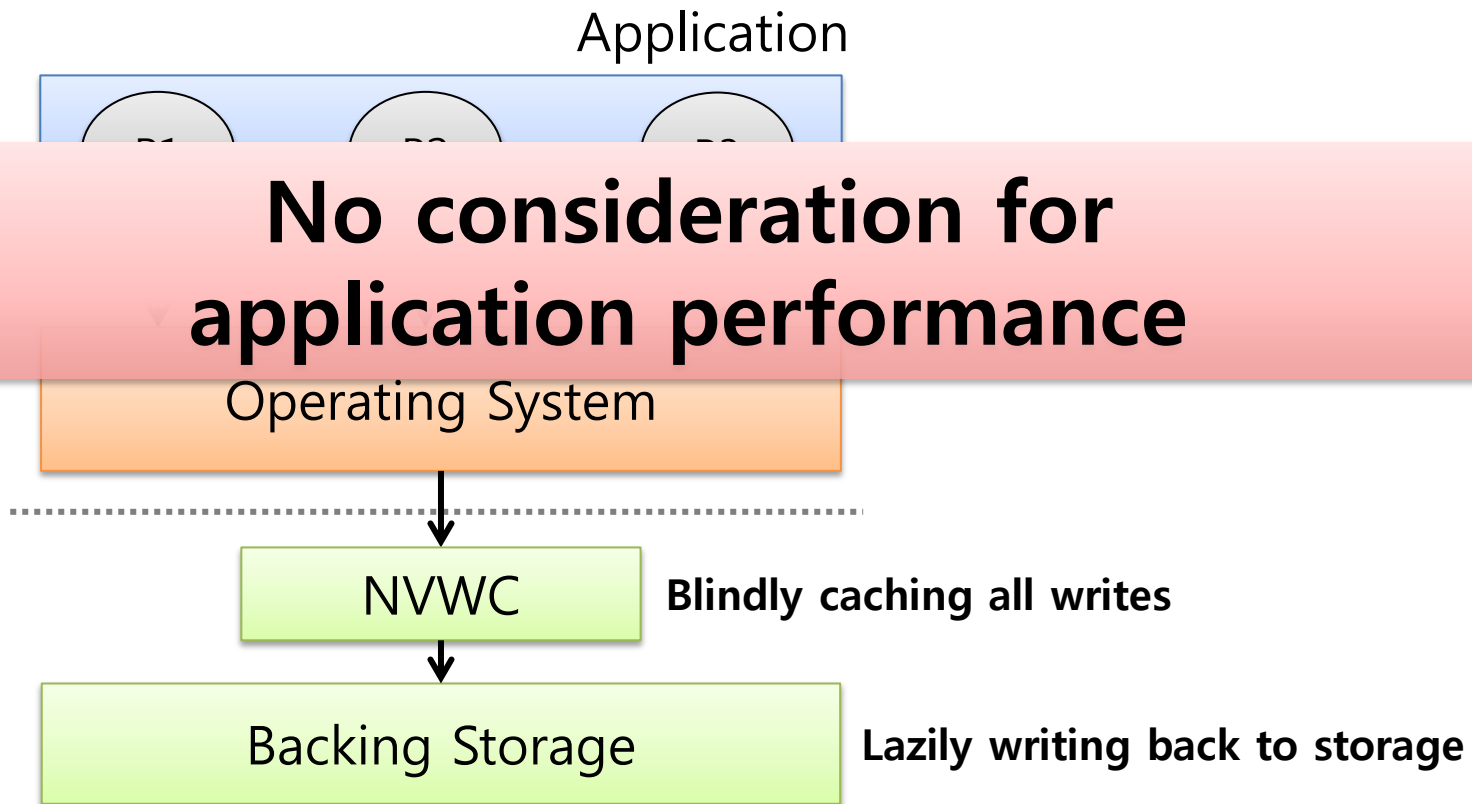 Application
No consideration for
application performance
Operating System
NVWC
Blindly caching all writes
Backing Storage
Lazily writing back to storage